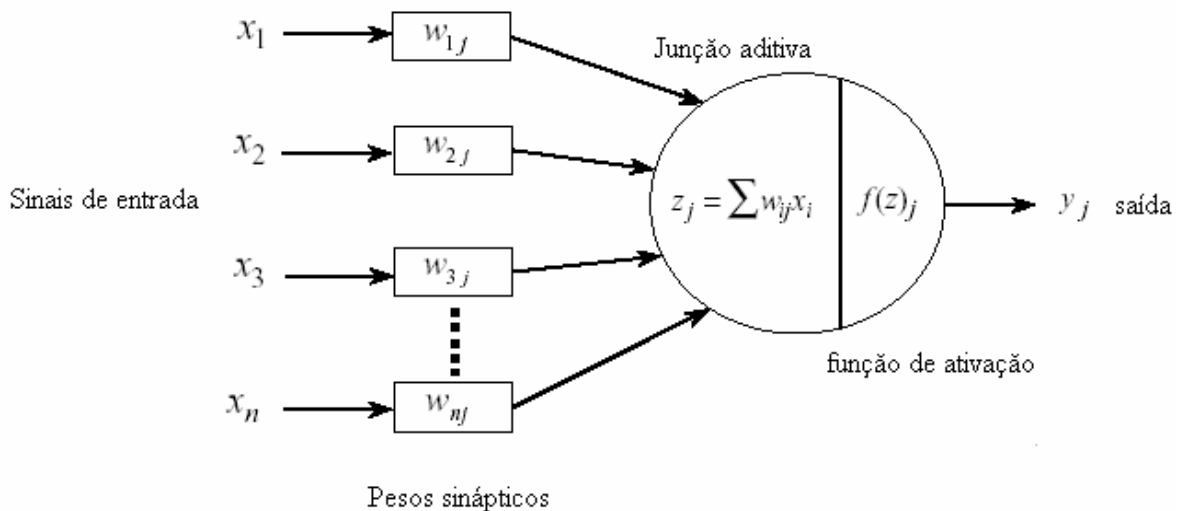 x1
w1j
Junção aditiva
x2
w2j
Sinais de entrada
zj = ∑wijxi
f(z)j
yj saída
x3
w3j
função de ativação
xn
wnj
Pesos sinápticos